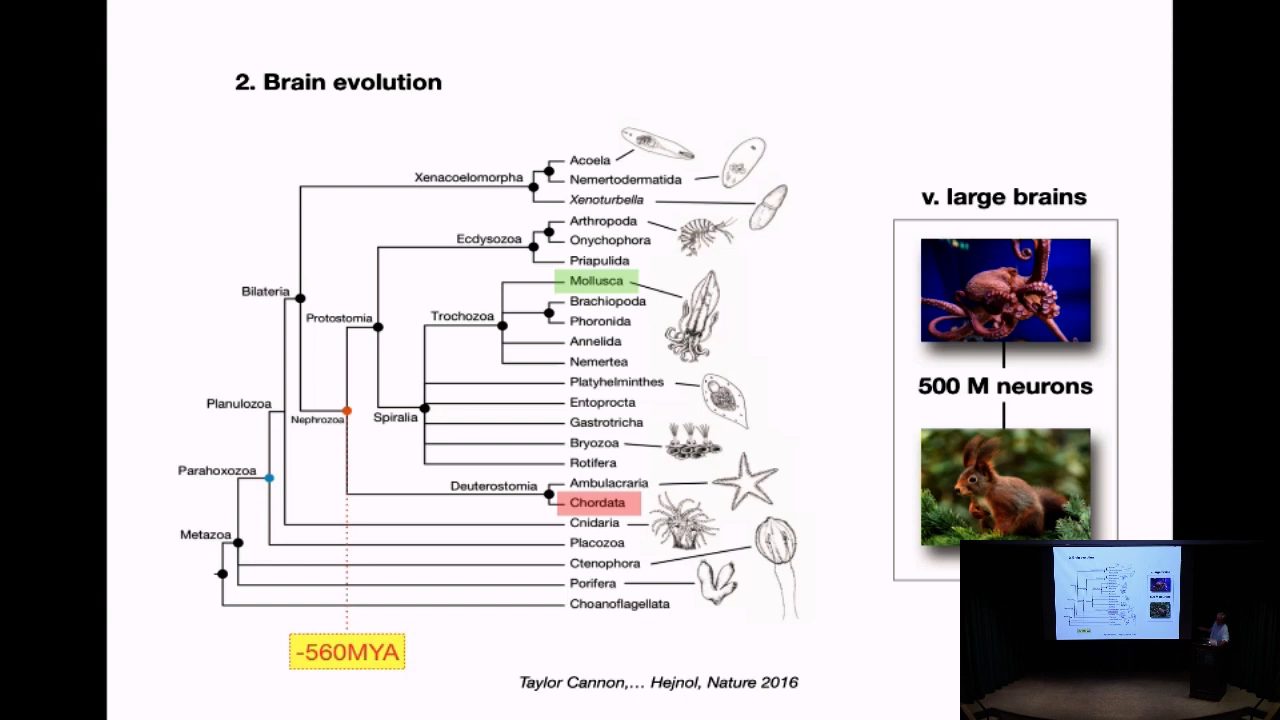 2. Brain evolution
Acoela
Xenacoelomorpha
Nemertodermatida
Xenoturbella
Arthropoda
Ecdysozoa
Onychophora
Priapulida
Mollusca
Bilateria
Brachiopoda
Protostomia
Trochozoa
Phoronida
Annelida
Nemertea
Platyhelminthes
Planulozoa
Entoprocta
Nephrozoa
Spiralia
Gastrotricha
Bryozoa
Rotifera
Parahoxozoa
Deuterostomia
Ambulacraria
Chordata
Cnidaria
Metazoa
Placozoa
Ctenophora
Porifera
Choanoflagellata
-560MYA
Taylor Cannon,... Hejnol, Nature 2016
v. large brains
500 M neurons